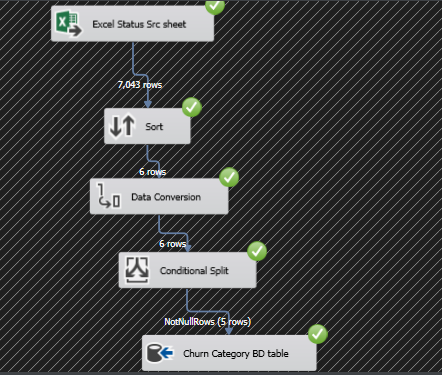 Excel Status Src sheet
7,043 rows
Sort
6 rows
Data Conversion
6 rows
Conditional Split
NotNullRows (5 rows)
Churn Category BD table